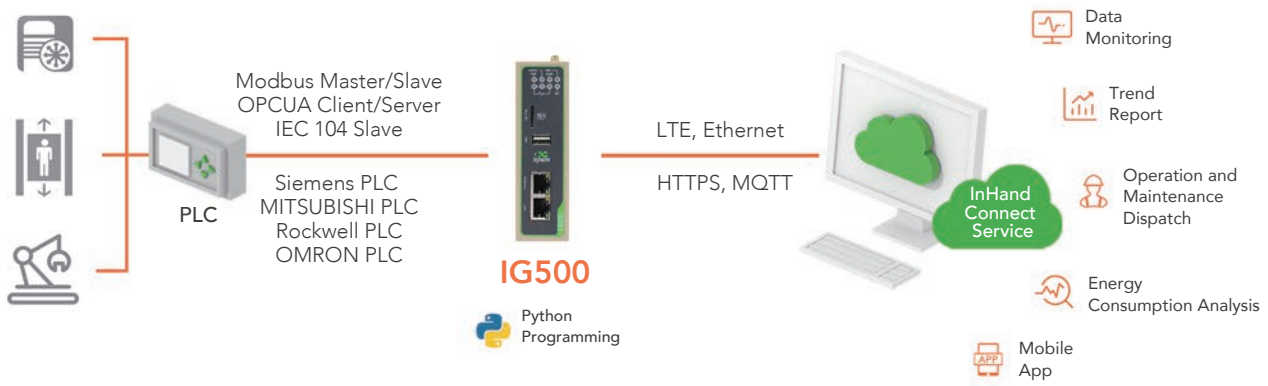 Modbus Master/Slave
OPCUA Client/Server
IEC 104 Slave
Siemens PLC
MITSUBISHI PLC
Rockwell PLC
OMRON PLC
PLC
IG500
Python
Programming
LTE, Ethernet
HTTPS, MQTT
InHand
Connect
Service
Data
Monitoring
Trend
Report
Operation and
Maintenance
Dispatch
Energy
Consumption Analysis
APP
Mobile
App